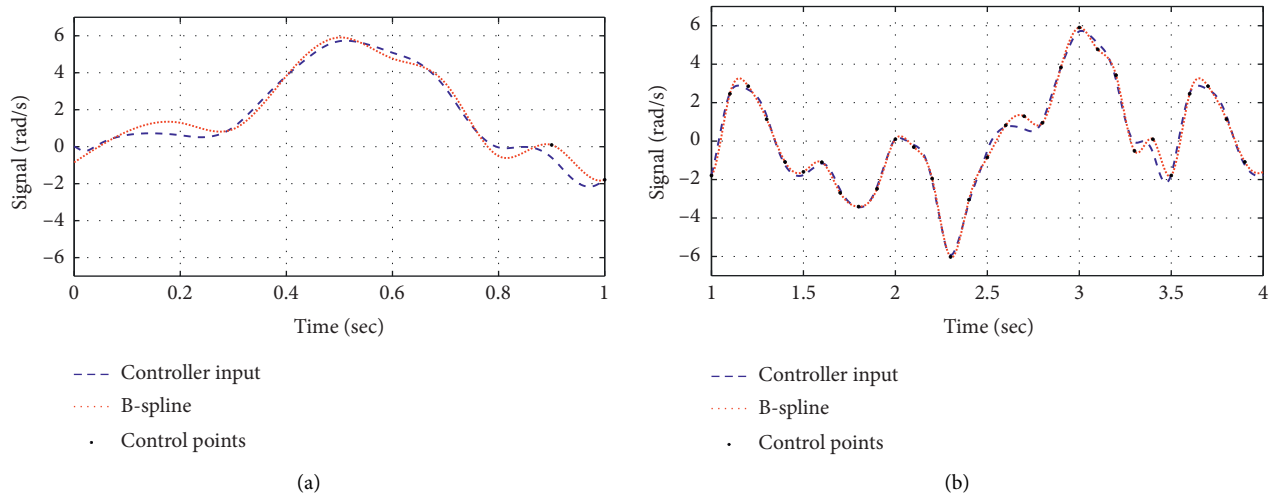 6
4
2
0
−2
−4
−6
Signal (rad/s)
0 0.2 0.4 0.6 0.8 1
Time (sec)
Controller input
B-spline
Control points
(a)
6
4
2
0
−2
−4
−6
Signal (rad/s)
1 1.5 2 2.5 3 3.5 4
Time (sec)
Controller input
B-spline
Control points
(b)